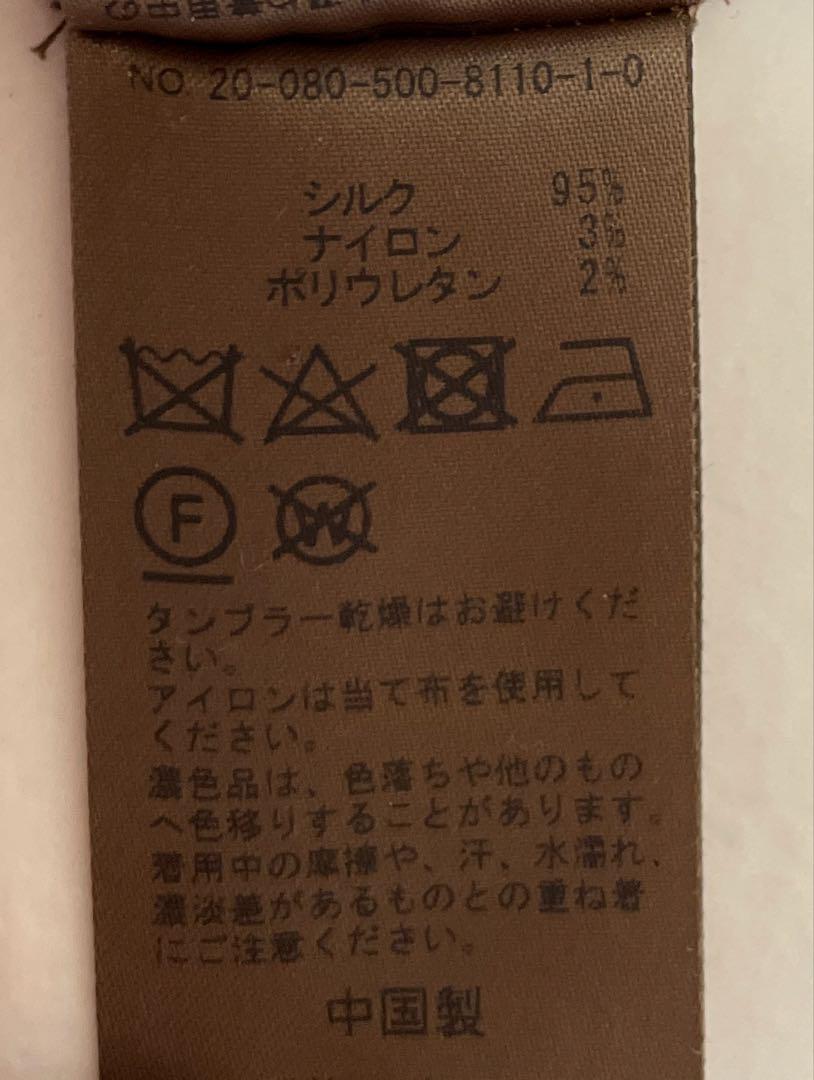 NO 20-080-500-8110-1-0
シルク 95%
ナイロン 3%
ポリウレタン 2%
F
W
タンブラー乾燥はお避けくだ
さい。
アイロンは当て布を使用して
ください。
濃色品は、色落ちや他のもの
へ色移りすることがあります。
着用中の摩擦や、汗、水濡れ、
濃淡差があるものとの重ね着
にご注意ください。
中国製